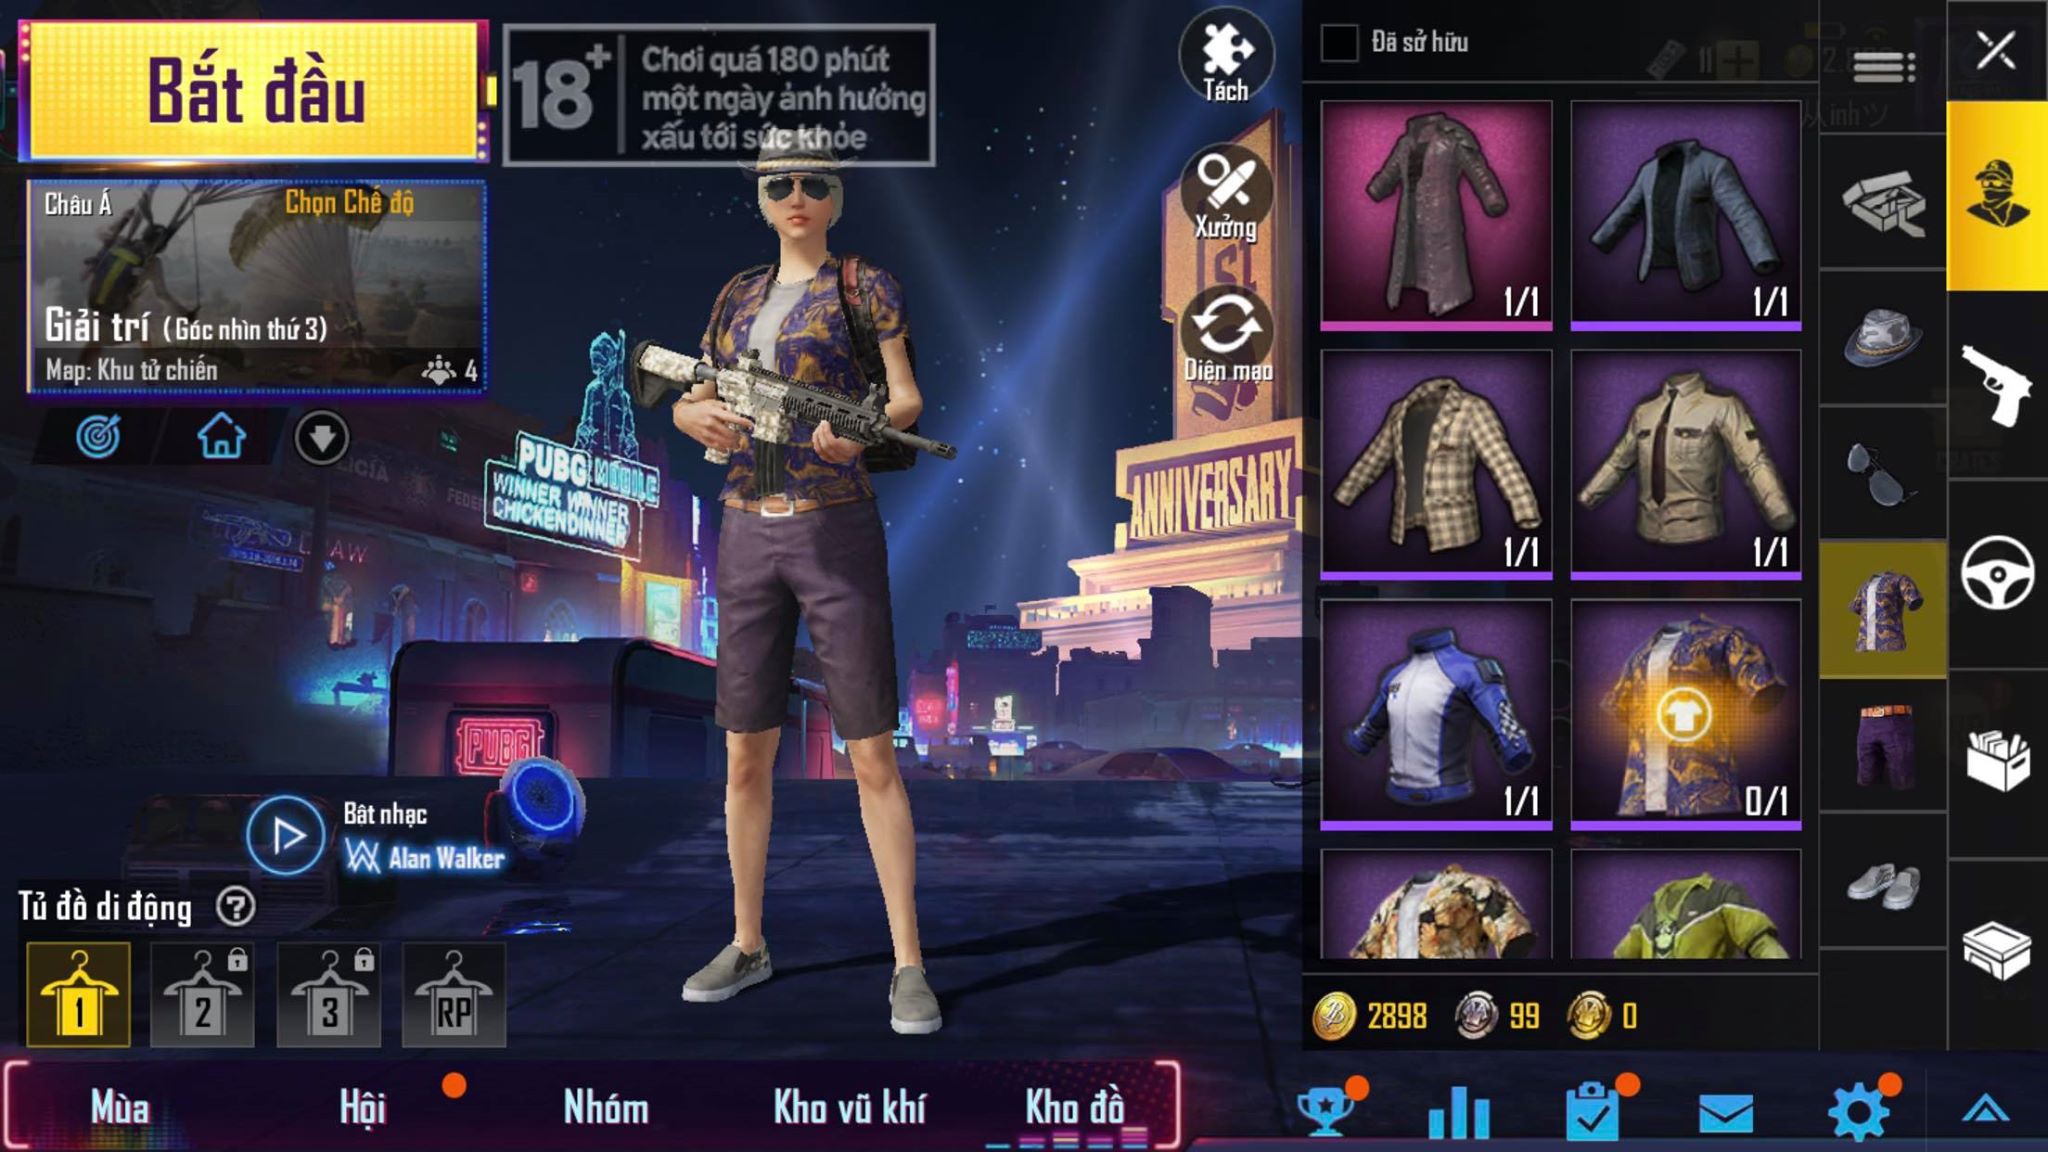 Bắt đầu
18+
Chơi quá 180 phút
một ngày ảnh hưởng
xấu tới sức khỏe
Châu Á
Chọn Chế độ
Giải trí (Góc nhìn thứ 3)
Map: Khu tử chiến
4
Tách
Xưởng
Diện mạo
PUBG MOBILE
WINNER WINNER
CHICKEN DINNER
1ST
ANNIVERSARY
PUBG
Bật nhạc
Alan Walker
Tủ đồ di động ?
1
2
3
RP
Đã sở hữu
1/1
1/1
1/1
1/1
1/1
0/1
2898
99
0
Mùa
Hội
Nhóm
Kho vũ khí
Kho đồ